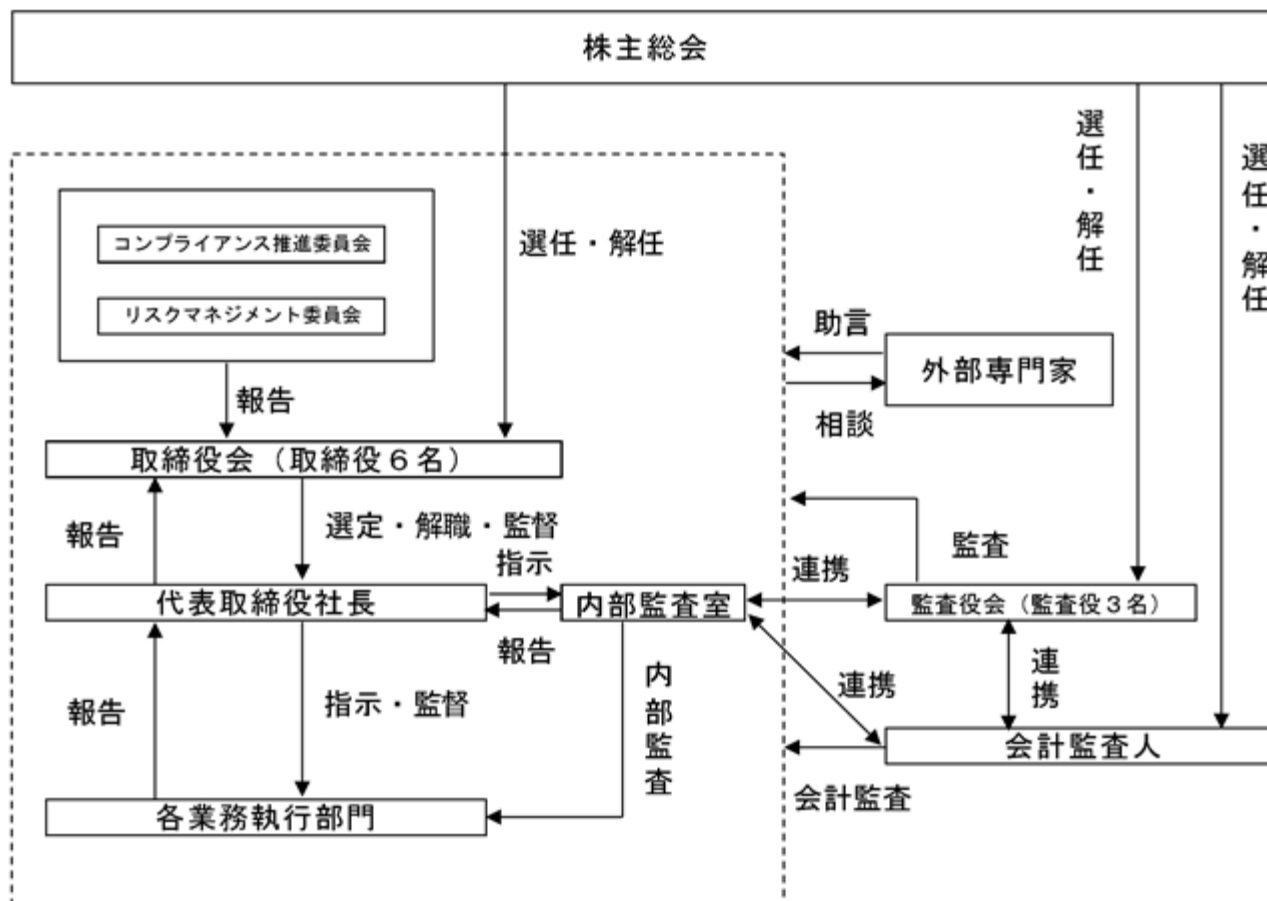 株主総会
選任・解任
選任・解任
選任・解任
コンプライアンス推進委員会
リスクマネジメント委員会
報告
助言
外部専門家
相談
取締役会（取締役６名）
報告
選定・解職・監督
指示
監査
連携
代表取締役社長
内部監査室
監査役会（監査役３名）
報告
報告
指示・監督
内部監査
連携
連携
会計監査人
会計監査
各業務執行部門